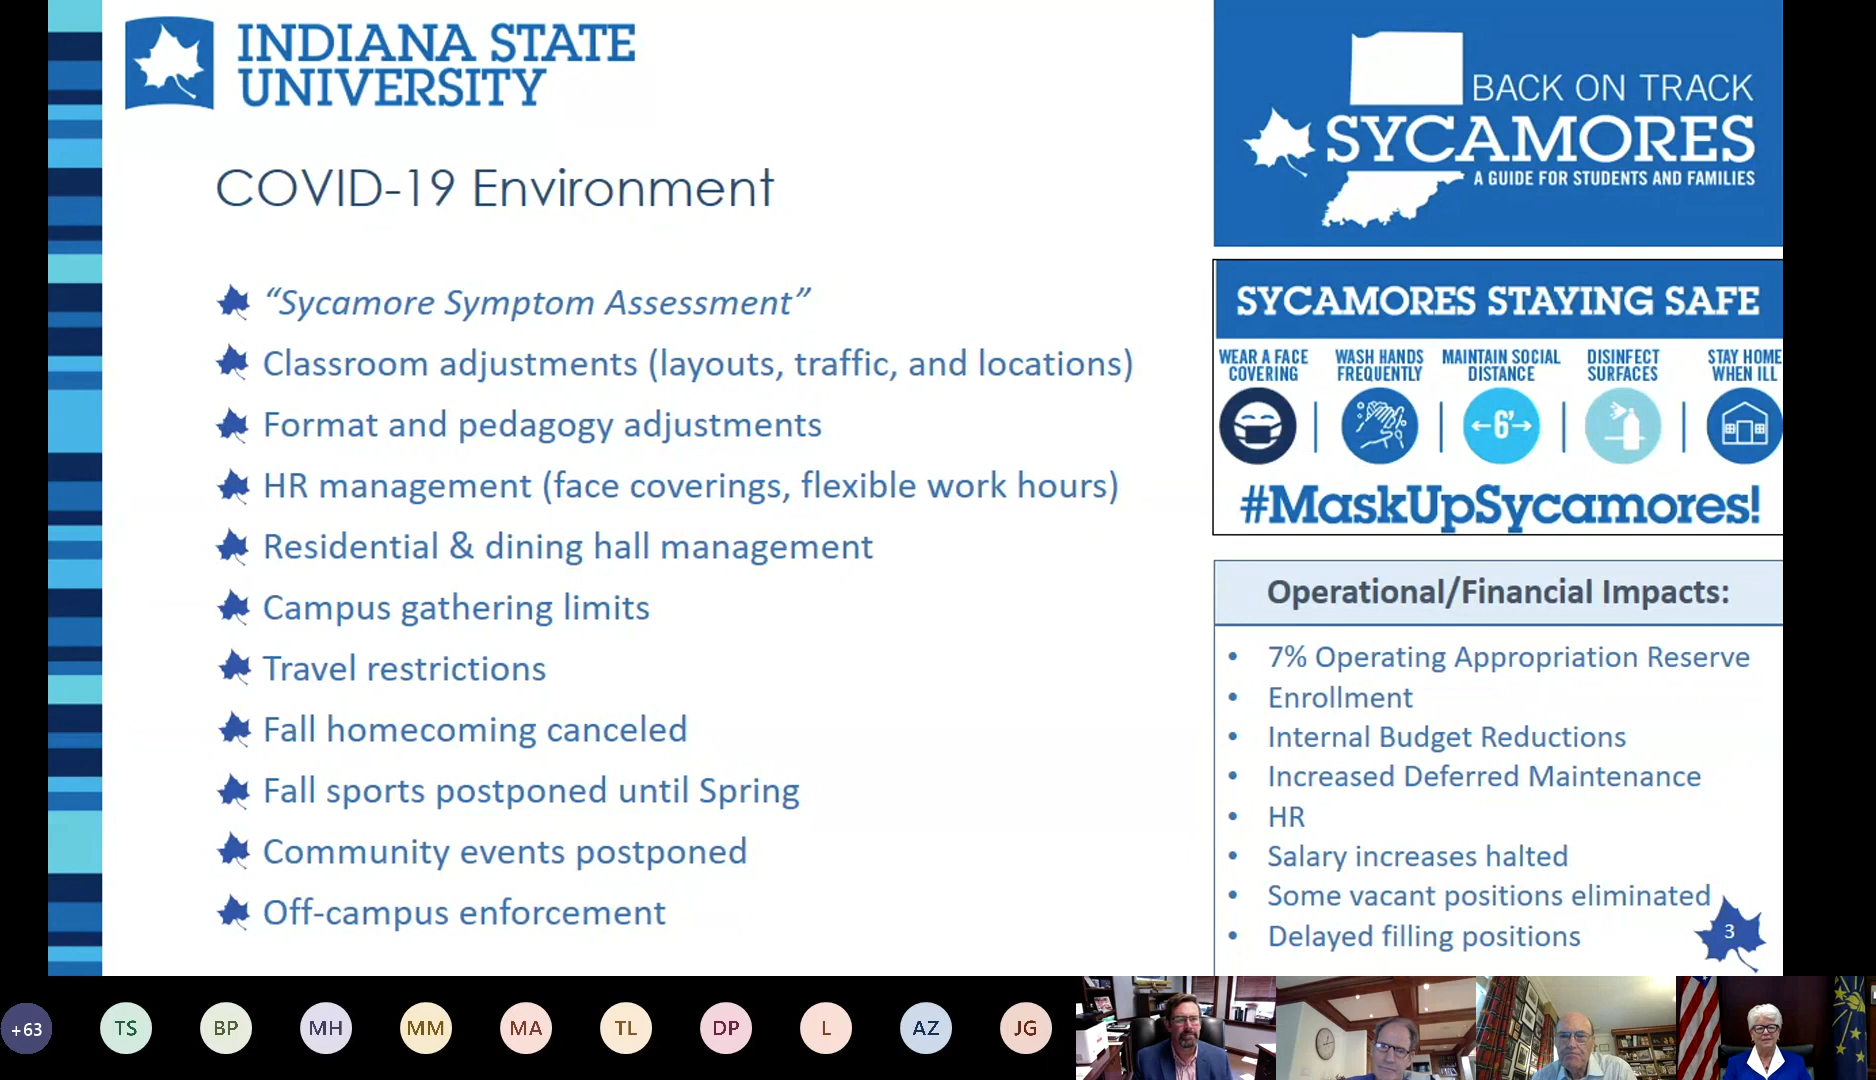 INDIANA STATE
UNIVERSITY
COVID-19 Environment
“Sycamore Symptom Assessment”
Classroom adjustments (layouts, traffic, and locations)
Format and pedagogy adjustments
HR management (face coverings, flexible work hours)
Residential & dining hall management
Campus gathering limits
Travel restrictions
Fall homecoming canceled
Fall sports postponed until Spring
Community events postponed
Off-campus enforcement
BACK ON TRACK
SYCAMORES
A GUIDE FOR STUDENTS AND FAMILIES
SYCAMORES STAYING SAFE
WEAR A FACE
COVERING
WASH HANDS
FREQUENTLY
MAINTAIN SOCIAL
DISTANCE
DISINFECT
SURFACES
STAY HOME
WHEN ILL
6'
#MaskUpSycamores!
Operational/Financial Impacts:
• 7% Operating Appropriation Reserve
• Enrollment
• Internal Budget Reductions
• Increased Deferred Maintenance
• HR
• Salary increases halted
• Some vacant positions eliminated
• Delayed filling positions
3
+63 TS BP MH MM MA TL DP L AZ JG